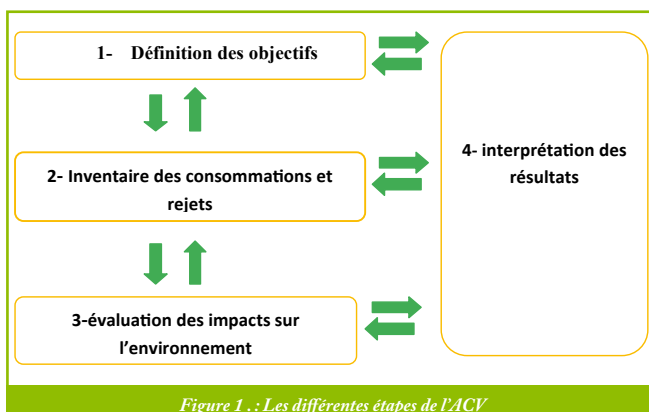 1- Définition des objectifs
2- Inventaire des consommations et
rejets
3-évaluation des impacts sur
l'environnement
4- interprétation des
résultats
Figure 1 . : Les différentes étapes de l'ACV